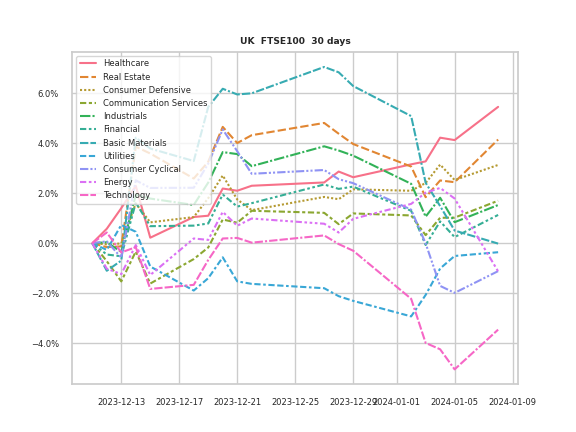 UK FTSE100 30 days
Healthcare
Real Estate
Consumer Defensive
Communication Services
Industrials
Financial
Basic Materials
Utilities
Consumer Cyclical
Energy
Technology
6.0%
4.0%
2.0%
0.0%
−2.0%
−4.0%
2023-12-13 2023-12-17 2023-12-21 2023-12-25 2023-12-29 2024-01-01 2024-01-05 2024-01-09